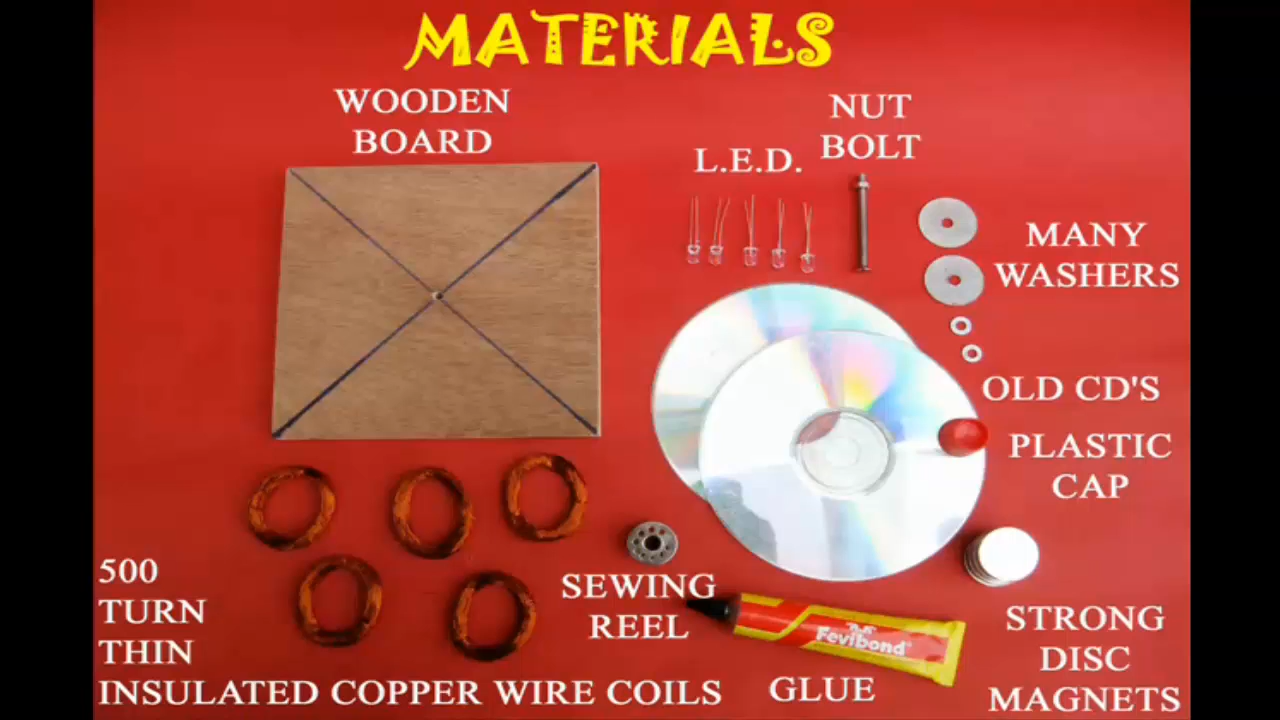 MATERIALS
WOODEN
BOARD
L.E.D.
NUT
BOLT
MANY
WASHERS
OLD CD'S
PLASTIC
CAP
500
TURN
THIN
INSULATED COPPER WIRE COILS
SEWING
REEL
Fevibond
GLUE
STRONG
DISC
MAGNETS